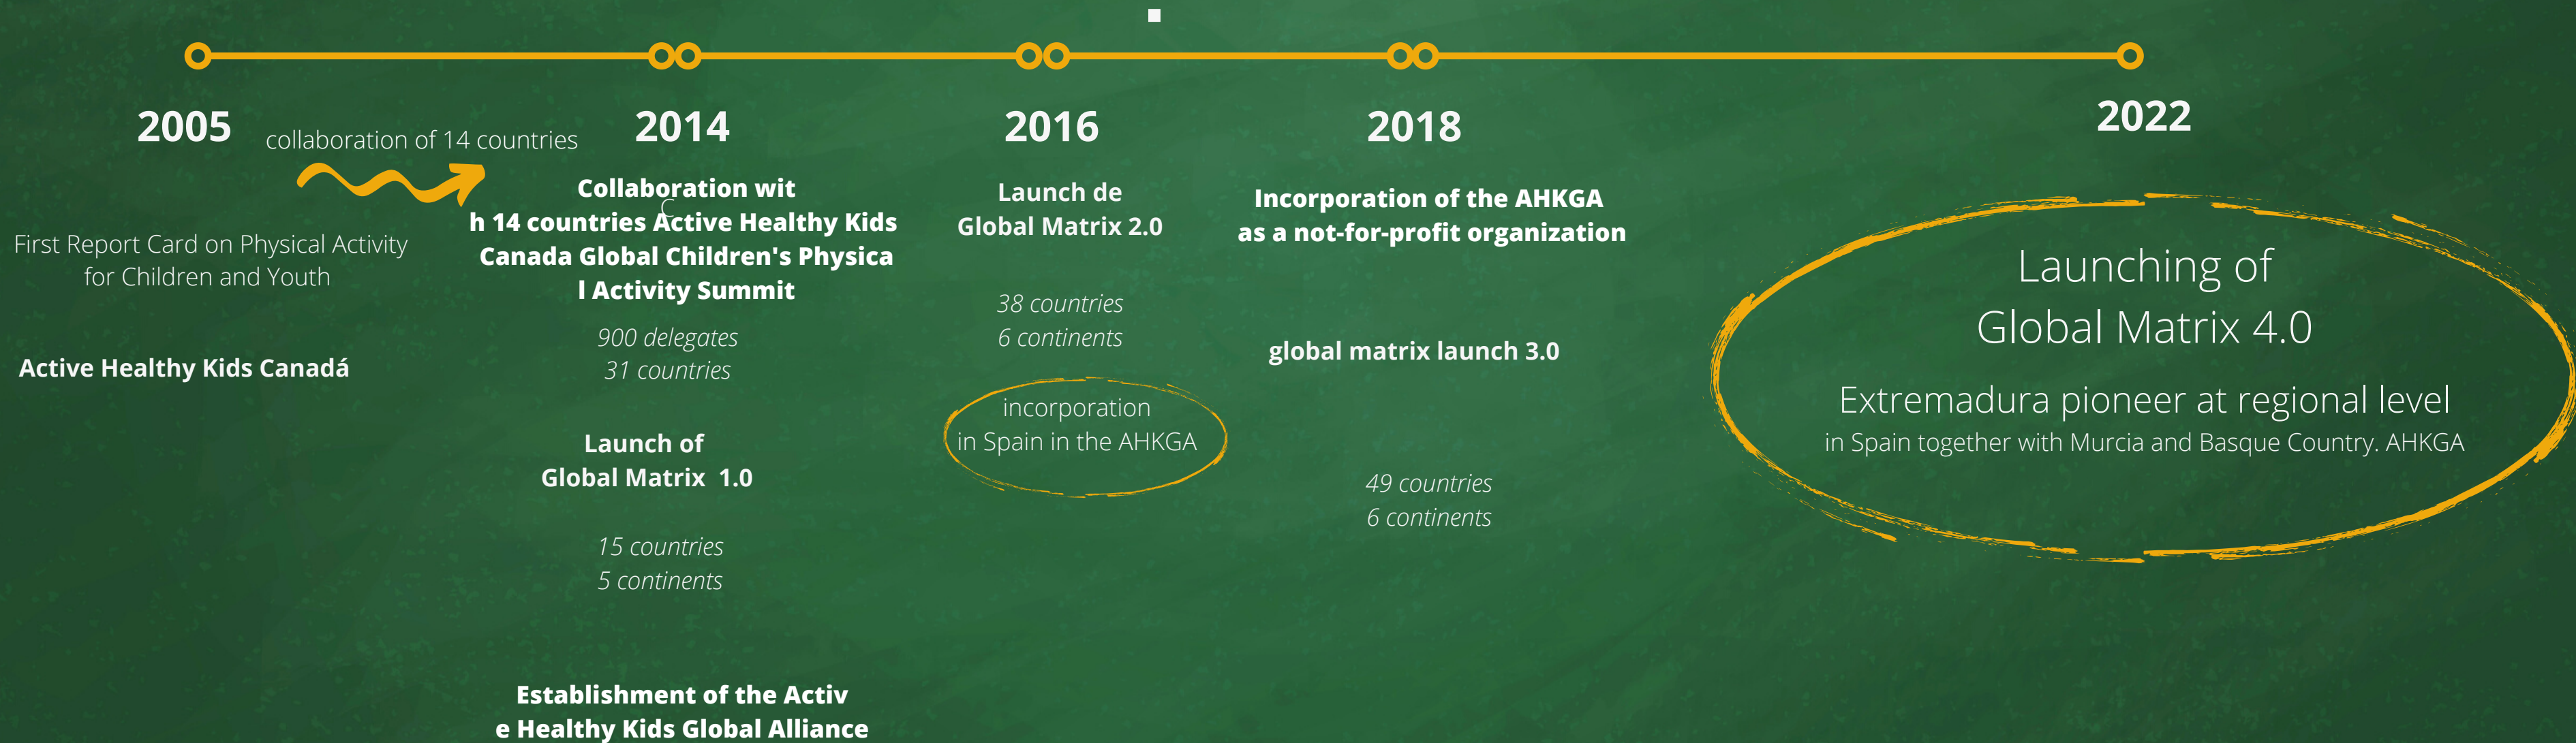 2005
collaboration of 14 countries
First Report Card on Physical Activity
for Children and Youth
Active Healthy Kids Canadá
2014
Collaboration wit
C
h 14 countries Active Healthy Kids
Canada Global Children's Physica
l Activity Summit
900 delegates
31 countries
Launch of
Global Matrix 1.0
15 countries
5 continents
Establishment of the Activ
e Healthy Kids Global Alliance
2016
Launch de
Global Matrix 2.0
38 countries
6 continents
incorporation
in Spain in the AHKGA
2018
Incorporation of the AHKGA
as a not-for-profit organization
global matrix launch 3.0
49 countries
6 continents
2022
Launching of
Global Matrix 4.0
Extremadura pioneer at regional level
in Spain together with Murcia and Basque Country. AHKGA